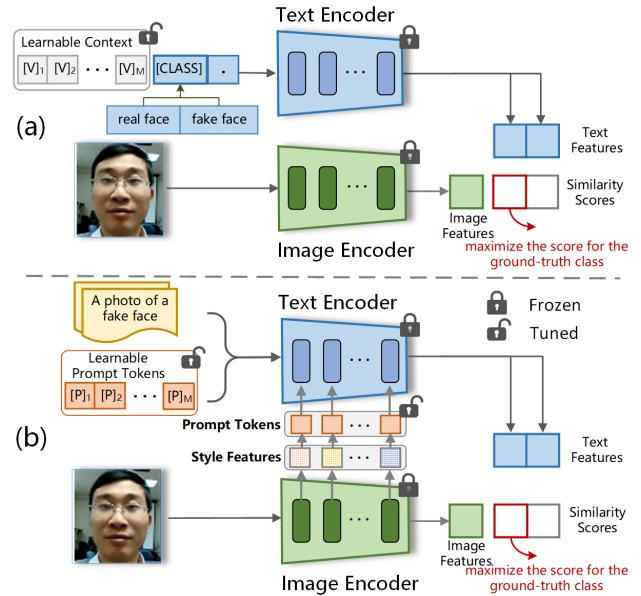 Text Encoder
Learnable Context
[V]1 [V]2 ··· [V]M [CLASS] .
real face fake face
(a)
Text
Features
Image Encoder
Image
Features
Similarity
Scores
maximize the score for the
ground-truth class
A photo of a
fake face
Text Encoder
Frozen
Tuned
Learnable
Prompt Tokens
[P]1 [P]2 ··· [P]M
Prompt Tokens
(b)
Style Features
Text
Features
Image Encoder
Image
Features
Similarity
Scores
maximize the score for the
ground-truth class